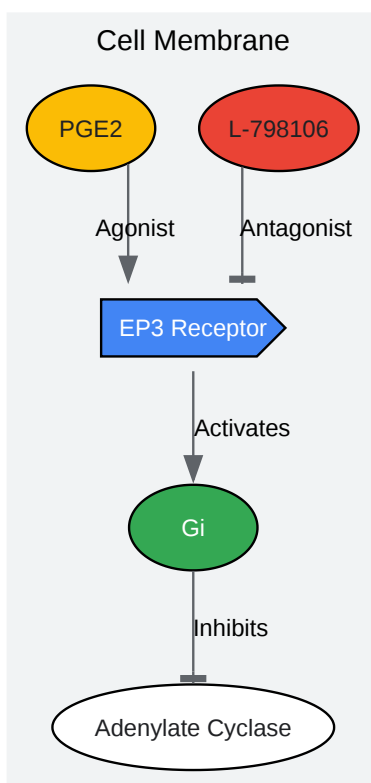 Cell Membrane
PGE2
L-798106
Agonist
Antagonist
EP3 Receptor
Activates
Gi
Inhibits
Adenylate Cyclase